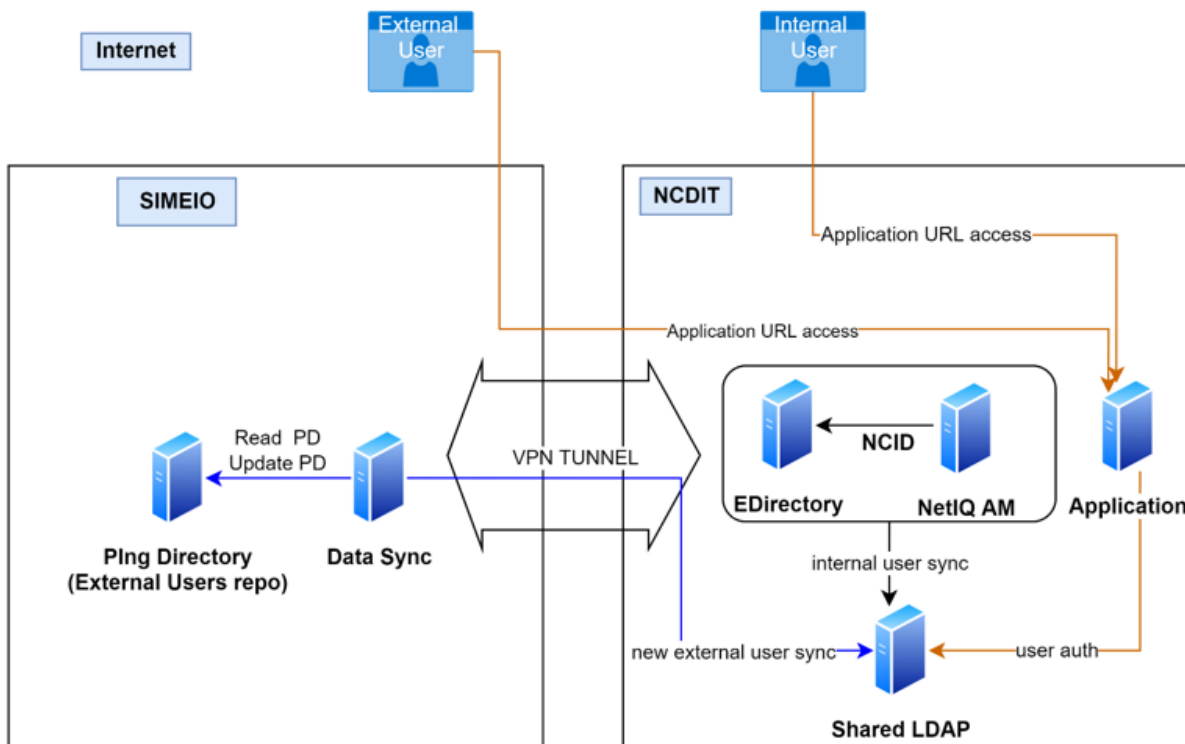 Internet
External
User
Internal
User
SIMEIO
NCDIT
Application URL access
Application URL access
Read PD
Update PD
VPN TUNNEL
NCID
EDirectory
NetIQ AM
Application
PIng Directory
(External Users repo)
Data Sync
internal user sync
new external user sync
user auth
Shared LDAP